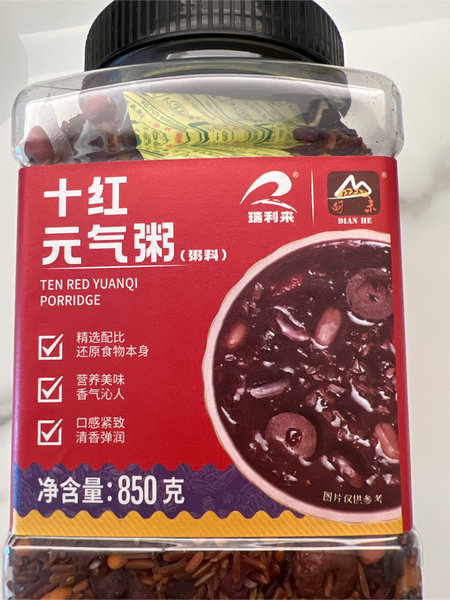 十红
元气粥(粥料)
TEN RED YUANQI
PORRIDGE
瑞利来
®
®
DIAN HE
精选配比
还原食物本身
营养美味
香气沁人
口感紧致
清香弹润
净含量:850克
图片仅供参考